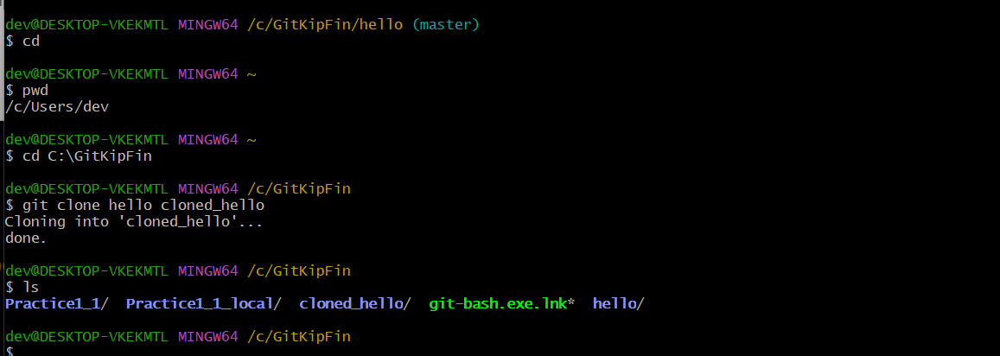 dev@DESKTOP-VKEKMTL MINGW64 /c/GitKipFin/hello (master)
$ cd
dev@DESKTOP-VKEKMTL MINGW64 ~
$ pwd
/c/Users/dev
dev@DESKTOP-VKEKMTL MINGW64 ~
$ cd C:\GitKipFin
dev@DESKTOP-VKEKMTL MINGW64 /c/GitKipFin
$ git clone hello cloned_hello
Cloning into 'cloned_hello'...
done.
dev@DESKTOP-VKEKMTL MINGW64 /c/GitKipFin
$ ls
Practice1_1/  Practice1_1_local/  cloned_hello/  git-bash.exe.lnk*  hello/
dev@DESKTOP-VKEKMTL MINGW64 /c/GitKipFin
$